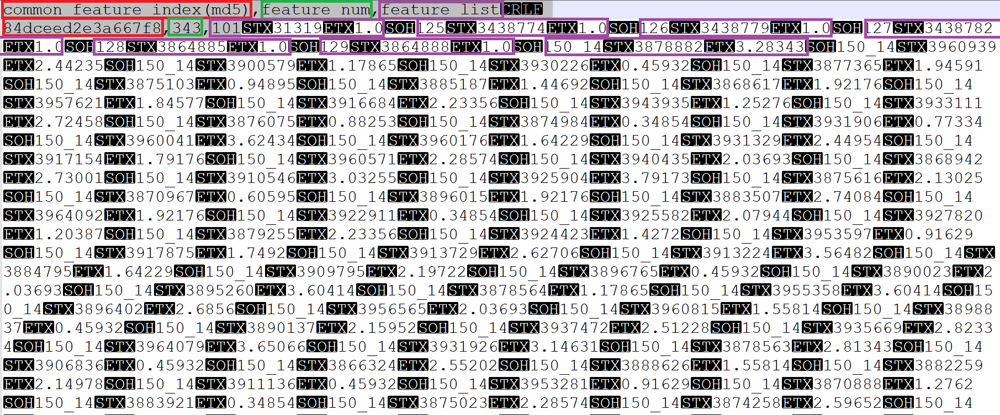 common feature index(md5),feature num,feature listCRLF
84dceed2e3a667f8,343,101STX31319ETX1.0SOH125STX3438774ETX1.0SOH126STX3438779ETX1.0SOH127STX3438782
ETX1.0SOH128STX3864885ETX1.0SOH129STX3864888ETX1.0SOH150_14STX3878882ETX3.28343SOH150_14STX3960939
ETX2.44235SOH150_14STX3900579ETX1.17865SOH150_14STX3930226ETX0.45932SOH150_14STX3877365ETX1.94591
SOH150_14STX3875103ETX0.94895SOH150_14STX3885187ETX1.44692SOH150_14STX3868617ETX1.92176SOH150_14
STX3957621ETX1.84577SOH150_14STX3916684ETX2.23356SOH150_14STX3943935ETX1.25276SOH150_14STX3933111
ETX2.72458SOH150_14STX3876075ETX0.88253SOH150_14STX3874984ETX0.34854SOH150_14STX3931906ETX0.77334
SOH150_14STX3960041ETX3.62434SOH150_14STX3960176ETX1.64229SOH150_14STX3931329ETX2.44954SOH150_14
STX3917154ETX1.79176SOH150_14STX3960571ETX2.28574SOH150_14STX3940435ETX2.03693SOH150_14STX3868942
ETX2.73001SOH150_14STX3910546ETX3.03255SOH150_14STX3925904ETX3.79173SOH150_14STX3875616ETX2.13025
SOH150_14STX3870967ETX0.60595SOH150_14STX3896015ETX1.92176SOH150_14STX3883507ETX2.74084SOH150_14
STX3964092ETX1.92176SOH150_14STX3922911ETX0.34854SOH150_14STX3925582ETX2.07944SOH150_14STX3927820
ETX1.20387SOH150_14STX3879255ETX2.23356SOH150_14STX3924423ETX1.4272SOH150_14STX3953597ETX0.91629
SOH150_14STX3917875ETX1.7492SOH150_14STX3913729ETX2.62706SOH150_14STX3913224ETX3.56482SOH150_14STX
3884795ETX1.64229SOH150_14STX3909795ETX2.19722SOH150_14STX3896765ETX0.45932SOH150_14STX3890023ETX2
.03693SOH150_14STX3895260ETX3.60414SOH150_14STX3878564ETX1.17865SOH150_14STX3955358ETX3.60414SOH15
0_14STX3896402ETX2.6856SOH150_14STX3956565ETX2.03693SOH150_14STX3960815ETX1.55814SOH150_14STX38988
37ETX0.45932SOH150_14STX3890137ETX2.15952SOH150_14STX3937472ETX2.51228SOH150_14STX3935669ETX2.8233
4SOH150_14STX3964079ETX3.65066SOH150_14STX3931926ETX3.14631SOH150_14STX3878563ETX2.81343SOH150_14
STX3906836ETX0.45932SOH150_14STX3866324ETX2.55202SOH150_14STX3888626ETX1.55814SOH150_14STX3882259
ETX2.14978SOH150_14STX3911136ETX0.45932SOH150_14STX3953281ETX0.91629SOH150_14STX3870888ETX1.2762
SOH150_14STX3883921ETX0.34854SOH150_14STX3875023ETX2.28574SOH150_14STX3874258ETX2.59652SOH150_14